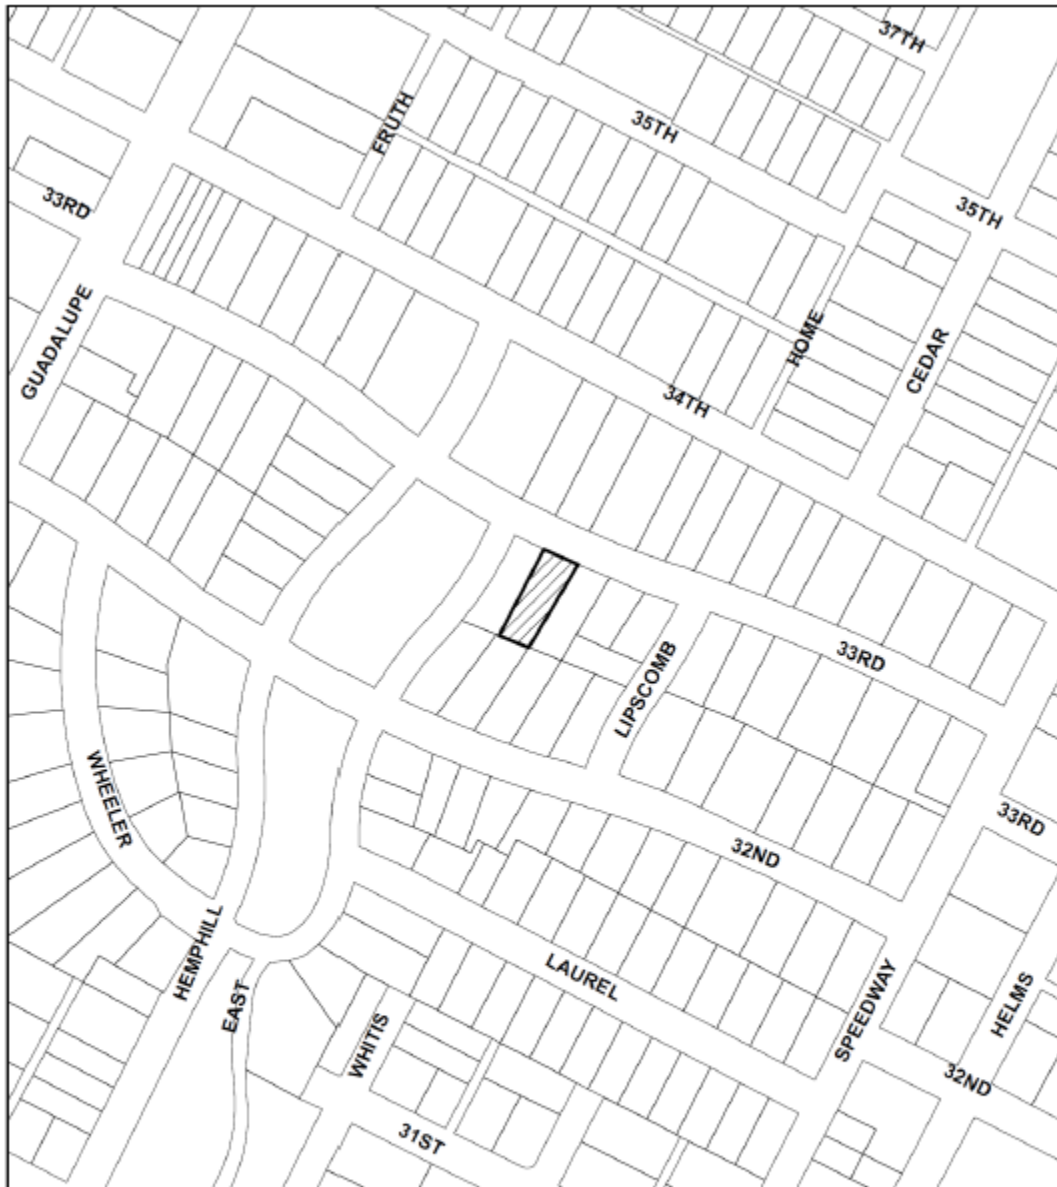 37TH
35TH
FRUTH
33RD
35TH
GUADALUPE
HOME
CEDAR
34TH
33RD
LIPSCOMB
WHEELER
33RD
32ND
HEMPHILL
EAST
LAUREL
SPEEDWAY
HELMS
WHITIS
32ND
31ST